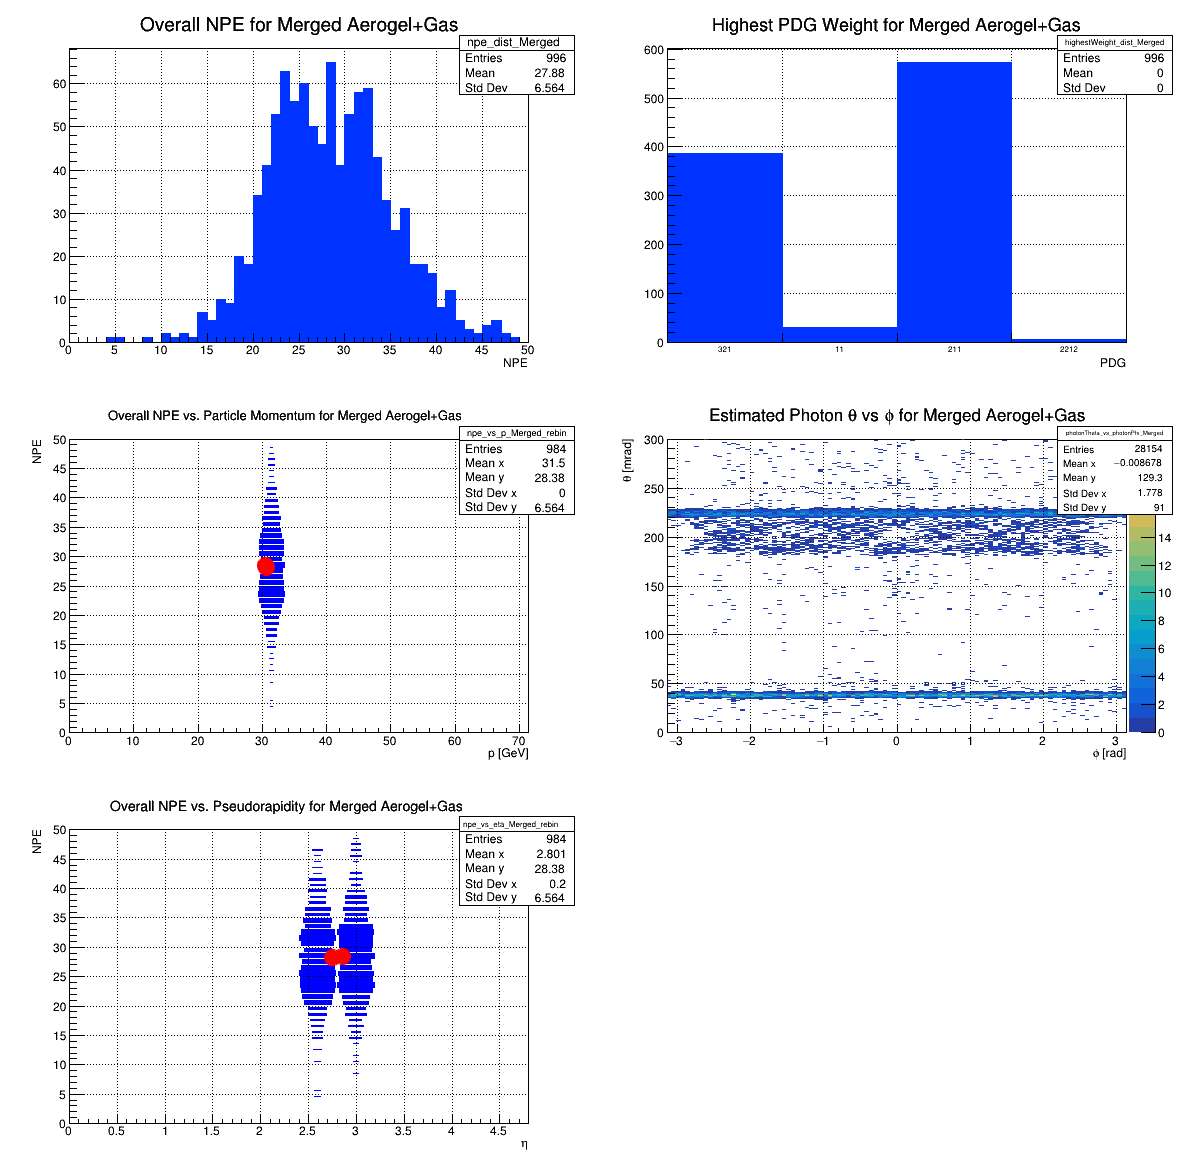 Overall NPE for Merged Aerogel+Gas
npe_dist_Merged
Entries 996
Mean 27.88
Std Dev 6.564
60
50
40
30
20
10
0
0 5 10 15 20 25 30 35 40 45 50
NPE
Highest PDG Weight for Merged Aerogel+Gas
highestWeight_dist_Merged
Entries 996
Mean 0
Std Dev 0
600
500
400
300
200
100
0
321 11 211 2212
PDG
Overall NPE vs. Particle Momentum for Merged Aerogel+Gas
npe_vs_p_Merged_rebin
Entries 984
Mean x 31.5
Mean y 28.38
Std Dev x 0
Std Dev y 6.564
NPE
50
45
40
35
30
25
20
15
10
5
0
0 10 20 30 40 50 60 70
p [GeV]
Estimated Photon θ vs ϕ for Merged Aerogel+Gas
photonTheta_vs_photonPhi_Merged
Entries 28154
Mean x −0.008678
Mean y 129.3
Std Dev x 1.778
Std Dev y 91
θ [mrad]
300
250
200
150
100
50
0
−3 −2 −1 0 1 2 3
ϕ [rad]
14
12
10
8
6
4
2
0
Overall NPE vs. Pseudorapidity for Merged Aerogel+Gas
npe_vs_eta_Merged_rebin
Entries 984
Mean x 2.801
Mean y 28.38
Std Dev x 0.2
Std Dev y 6.564
NPE
50
45
40
35
30
25
20
15
10
5
0
0 0.5 1 1.5 2 2.5 3 3.5 4 4.5
η